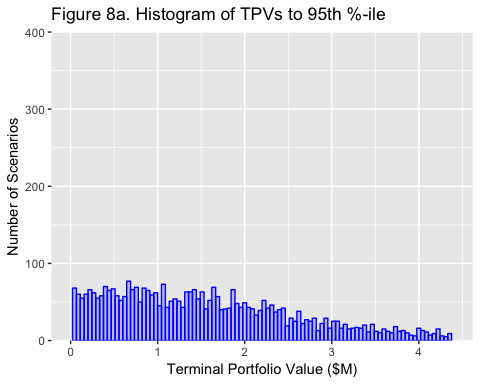 Figure 8a. Histogram of TPVs to 95th %-ile
400
300
200
100
0
Number of Scenarios
0 1 2 3 4
Terminal Portfolio Value ($M)